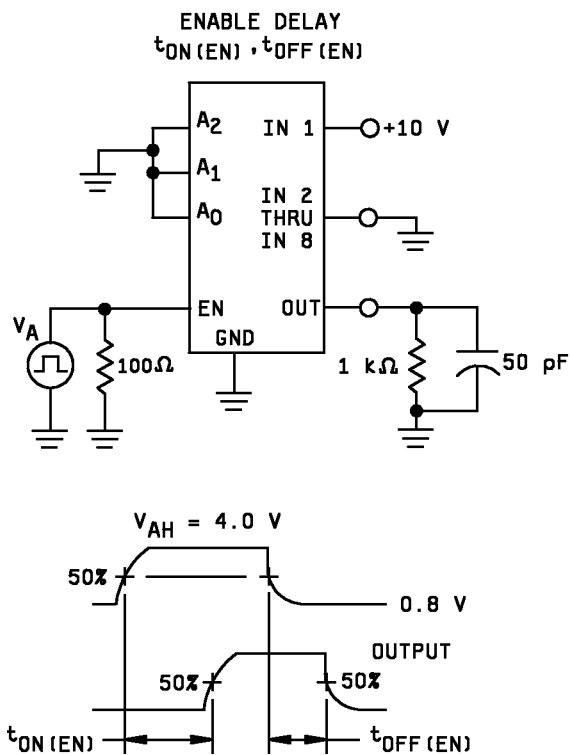 ENABLE DELAY
tON(EN), tOFF(EN)
A2
IN 1
+10 V
A1
IN 2
THRU
IN 8
A0
EN
OUT
GND
VA
100Ω
1 kΩ
50 pF
VAH = 4.0 V
50%
0.8 V
OUTPUT
50%
50%
tON(EN)
tOFF(EN)